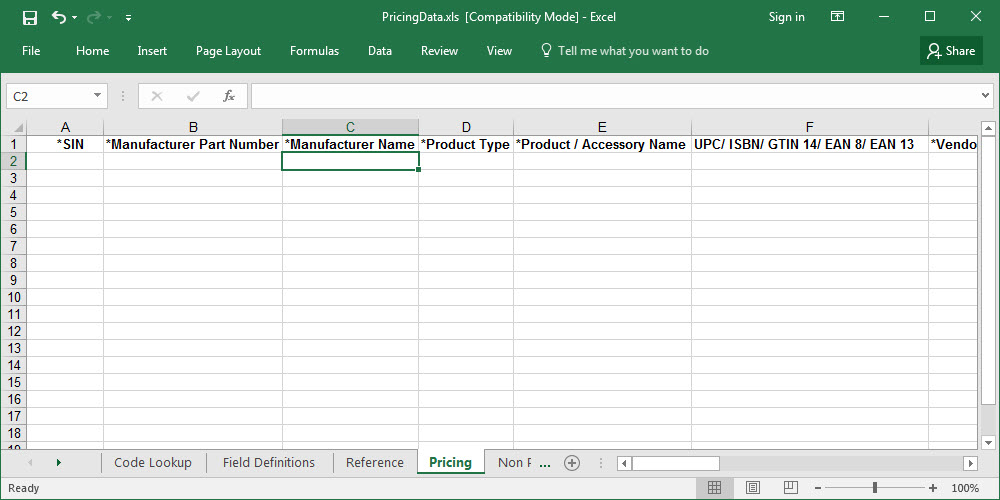 PricingData.xls [Compatibility Mode] - Excel
Sign in
File Home Insert Page Layout Formulas Data Review View Tell me what you want to do Share
C2 fx
A B C D E F
1 *SIN *Manufacturer Part Number *Manufacturer Name *Product Type *Product / Accessory Name UPC/ ISBN/ GTIN 14/ EAN 8/ EAN 13 *Vendo
2
3
4
5
6
7
8
9
10
11
12
13
14
15
16
17
18
19
Code Lookup Field Definitions Reference Pricing Non P ...
Ready 100%